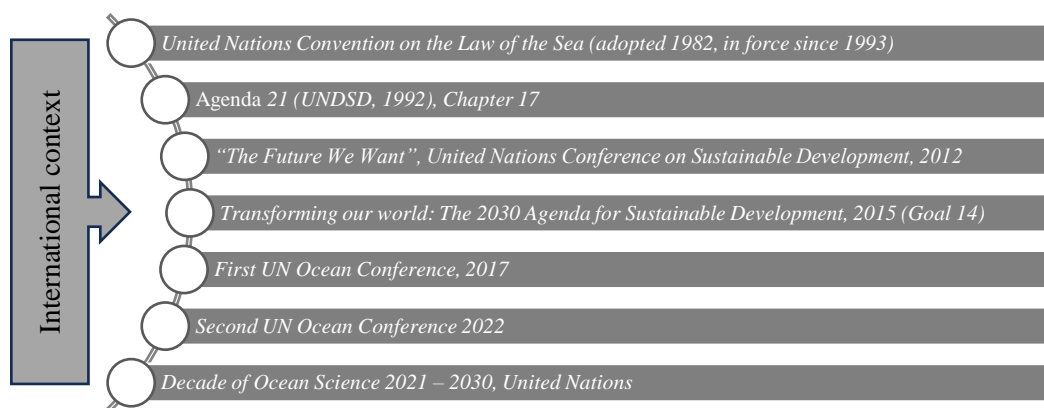 International context
United Nations Convention on the Law of the Sea (adopted 1982, in force since 1993)
Agenda 21 (UNDSD, 1992), Chapter 17
“The Future We Want”, United Nations Conference on Sustainable Development, 2012
Transforming our world: The 2030 Agenda for Sustainable Development, 2015 (Goal 14)
First UN Ocean Conference, 2017
Second UN Ocean Conference 2022
Decade of Ocean Science 2021 – 2030, United Nations